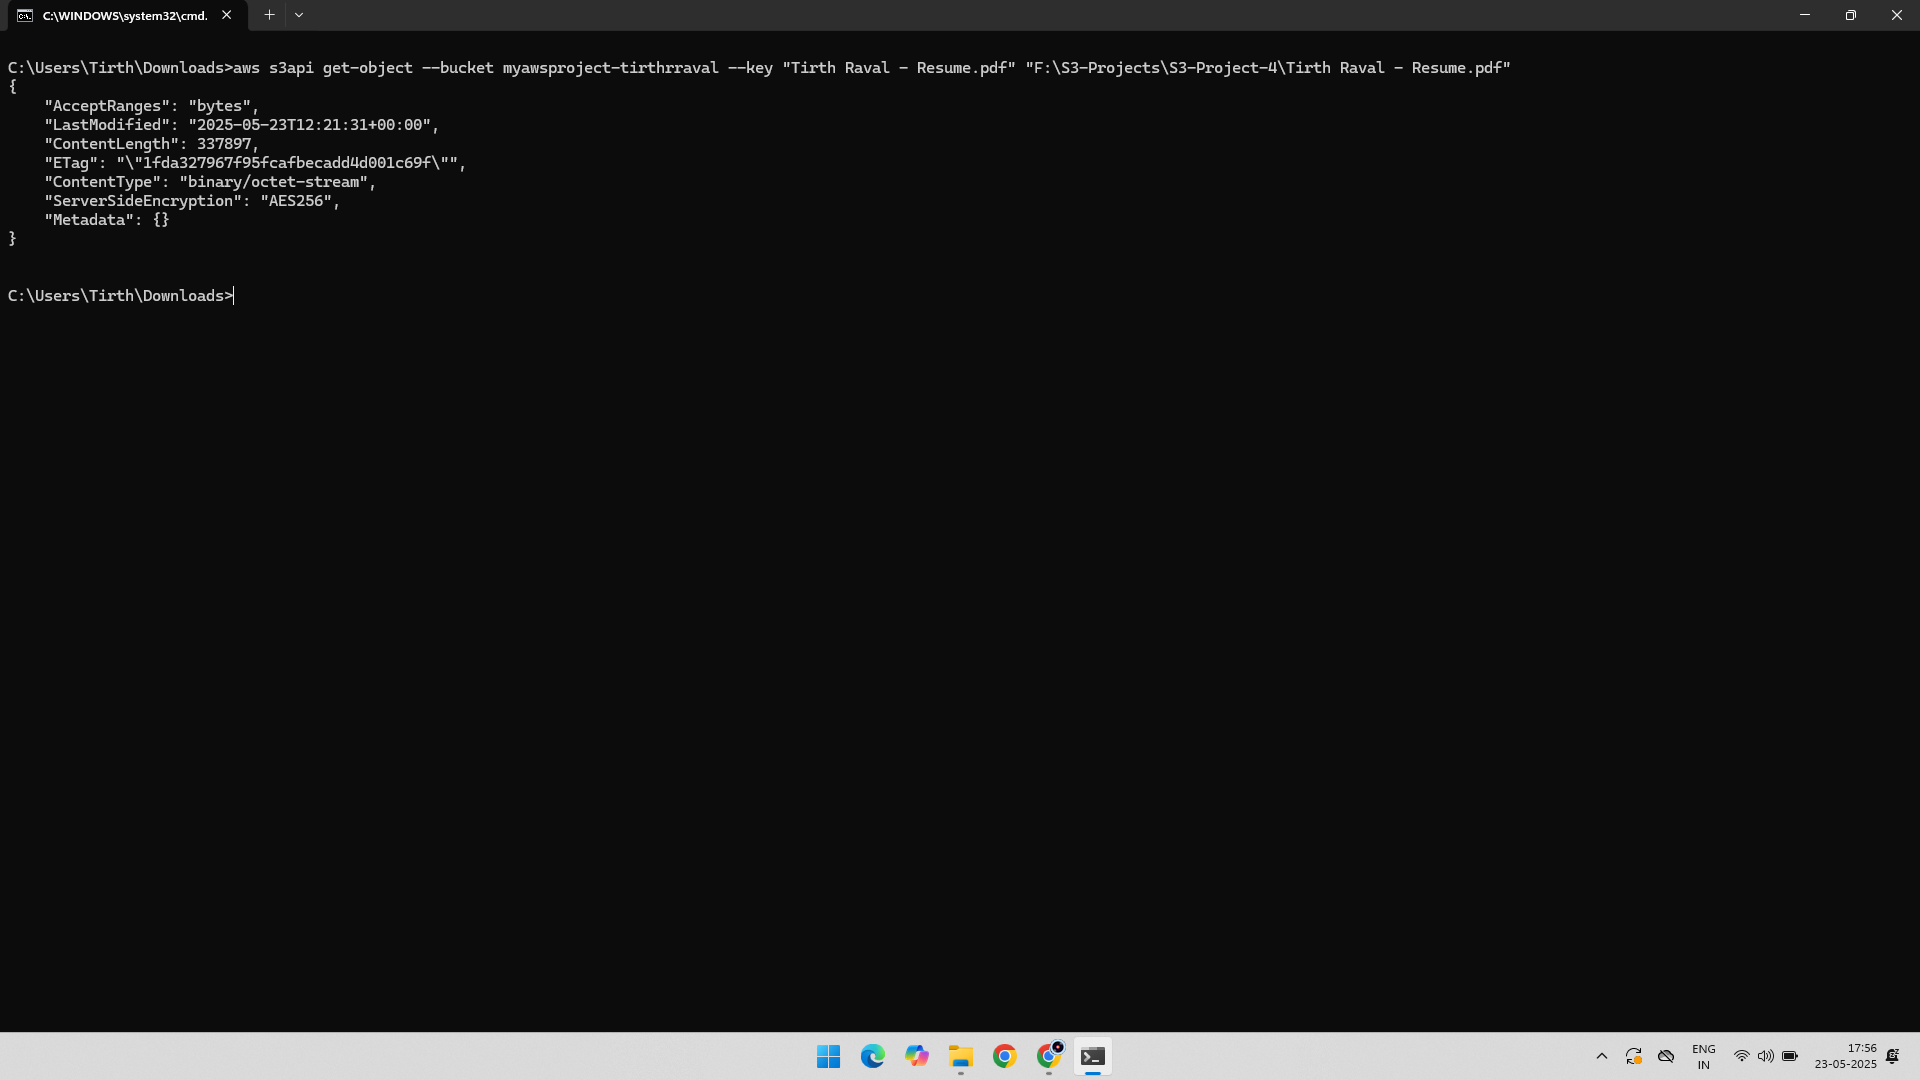 C:\WINDOWS\system32\cmd.
C:\Users\Tirth\Downloads>aws s3api get-object --bucket myawsproject-tirthrraval --key "Tirth Raval - Resume.pdf" "F:\S3-Projects\S3-Project-4\Tirth Raval - Resume.pdf"
{
    "AcceptRanges": "bytes",
    "LastModified": "2025-05-23T12:21:31+00:00",
    "ContentLength": 337897,
    "ETag": "\"1fda327967f95fcafbecadd4d001c69f\"",
    "ContentType": "binary/octet-stream",
    "ServerSideEncryption": "AES256",
    "Metadata": {}
}
C:\Users\Tirth\Downloads>
ENG
IN
17:56
23-05-2025